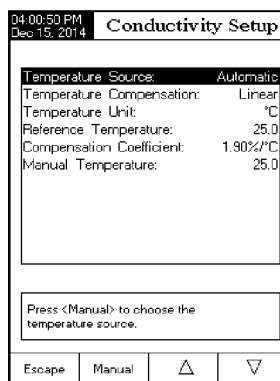 04:00:50 PM
Dec 15, 2014
Conductivity Setup
Temperature Source: Automatic
Temperature Compensation: Linear
Temperature Unit: °C
Reference Temperature: 25.0
Compensation Coefficient: 1.90%/°C
Manual Temperature: 25.0
Press <Manual> to choose the
temperature source.
Escape Manual △ ▽